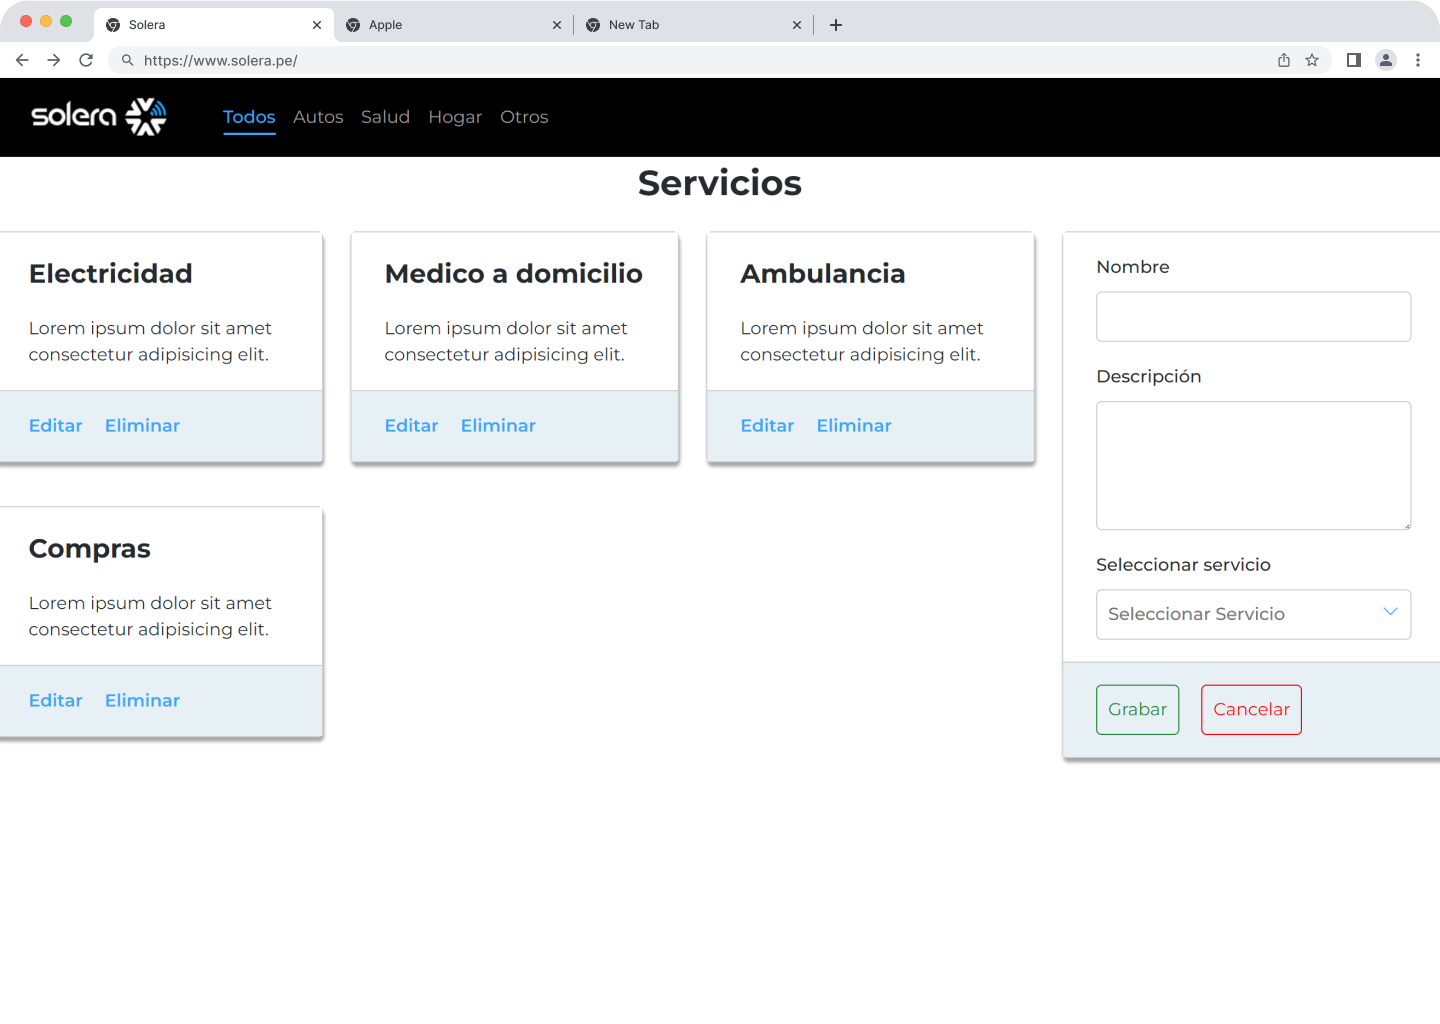 Solera
Apple
New Tab
https://www.solera.pe/
solera
Todos Autos Salud Hogar Otros
Servicios
Electricidad
Lorem ipsum dolor sit amet
consectetur adipisicing elit.
Editar Eliminar
Medico a domicilio
Lorem ipsum dolor sit amet
consectetur adipisicing elit.
Editar Eliminar
Ambulancia
Lorem ipsum dolor sit amet
consectetur adipisicing elit.
Editar Eliminar
Compras
Lorem ipsum dolor sit amet
consectetur adipisicing elit.
Editar Eliminar
Nombre
Descripción
Seleccionar servicio
Seleccionar Servicio
Grabar Cancelar